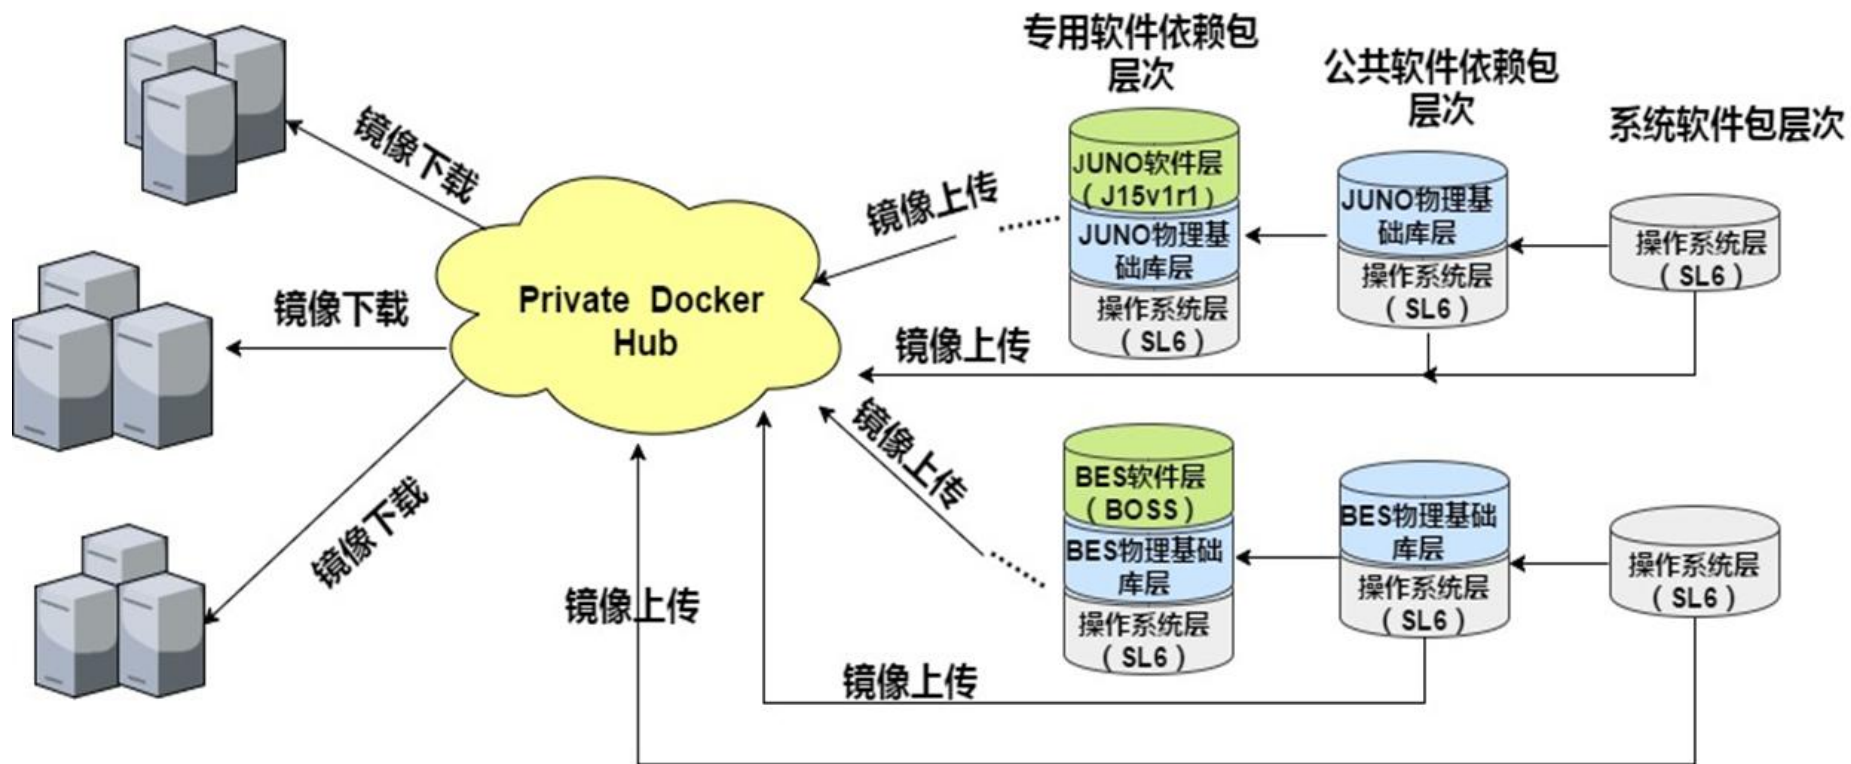 专用软件依赖包
层次
公共软件依赖包
层次
系统软件包层次
镜像下载
镜像下载
镜像下载
Private Docker
Hub
镜像上传
镜像上传
镜像上传
镜像上传
镜像上传
JUNO软件层
(J15v1r1)
JUNO物理基
础库层
操作系统层
(SL6)
JUNO物理基
础库层
操作系统层
(SL6)
操作系统层
(SL6)
BES软件层
(BOSS)
BES物理基础
库层
操作系统层
(SL6)
BES物理基础
库层
操作系统层
(SL6)
操作系统层
(SL6)